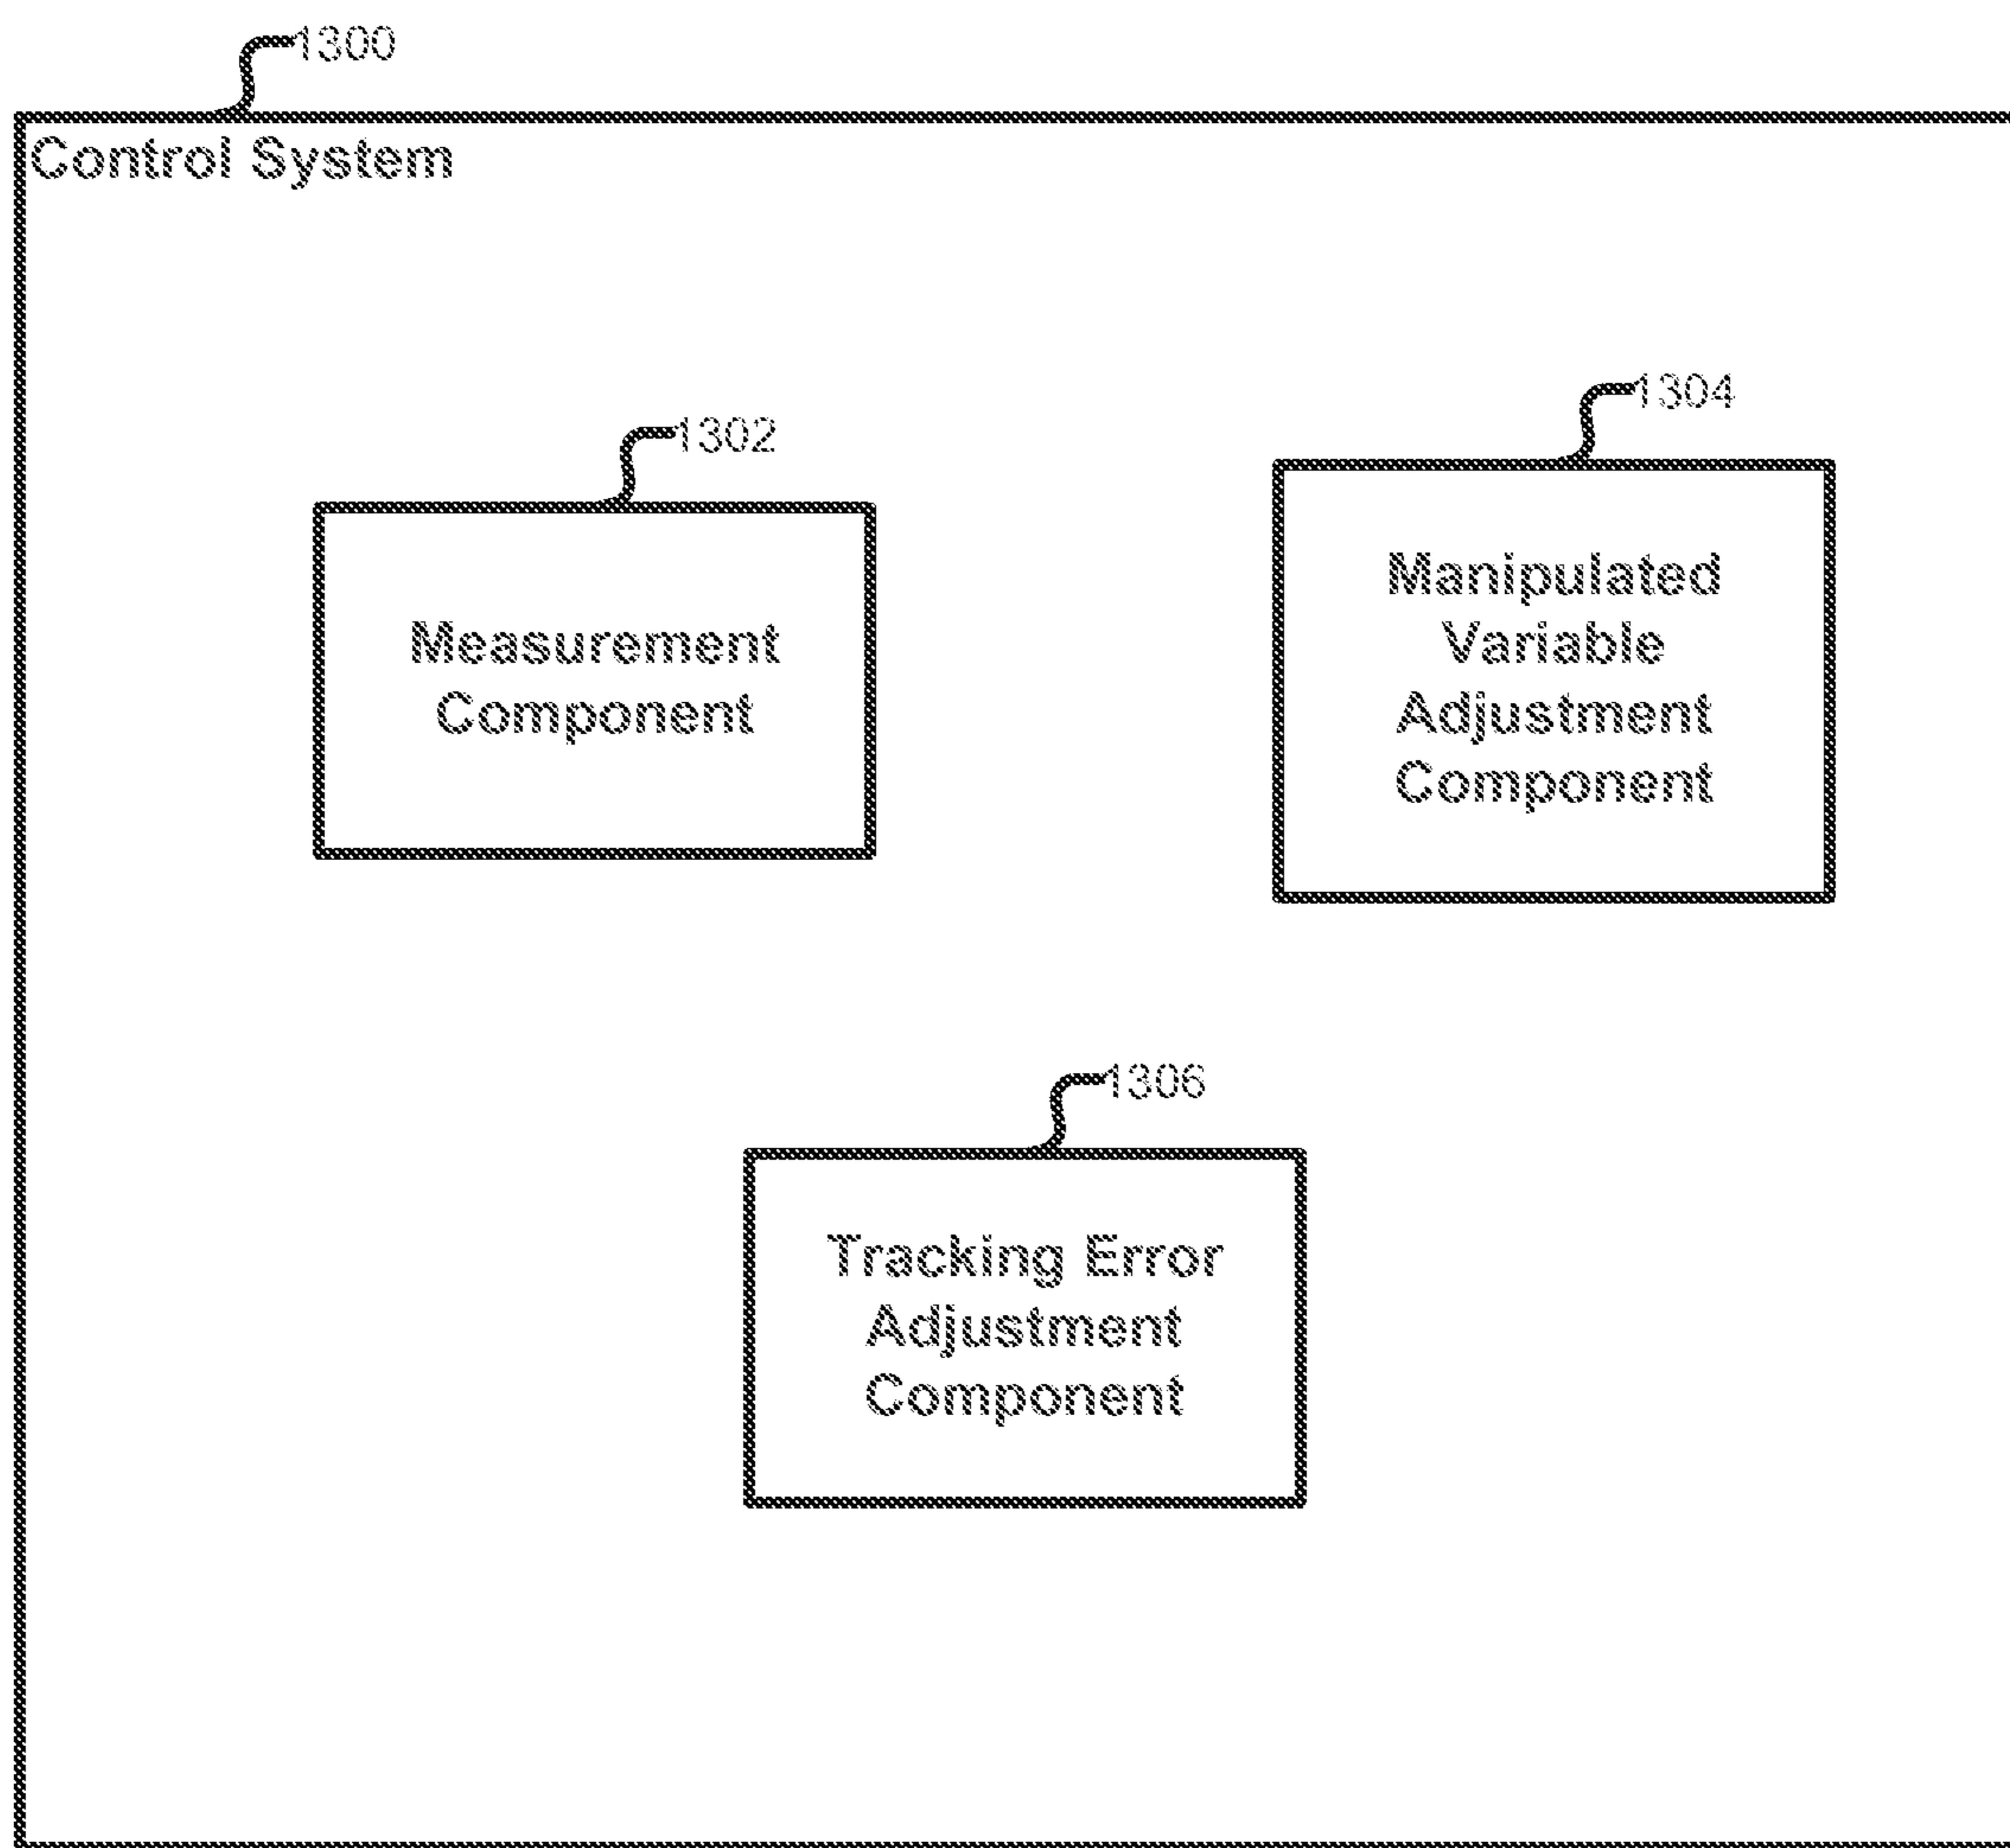 1300
Control System
1302
Measurement
Component
1304
Manipulated
Variable
Adjustment
Component
1306
Tracking Error
Adjustment
Component